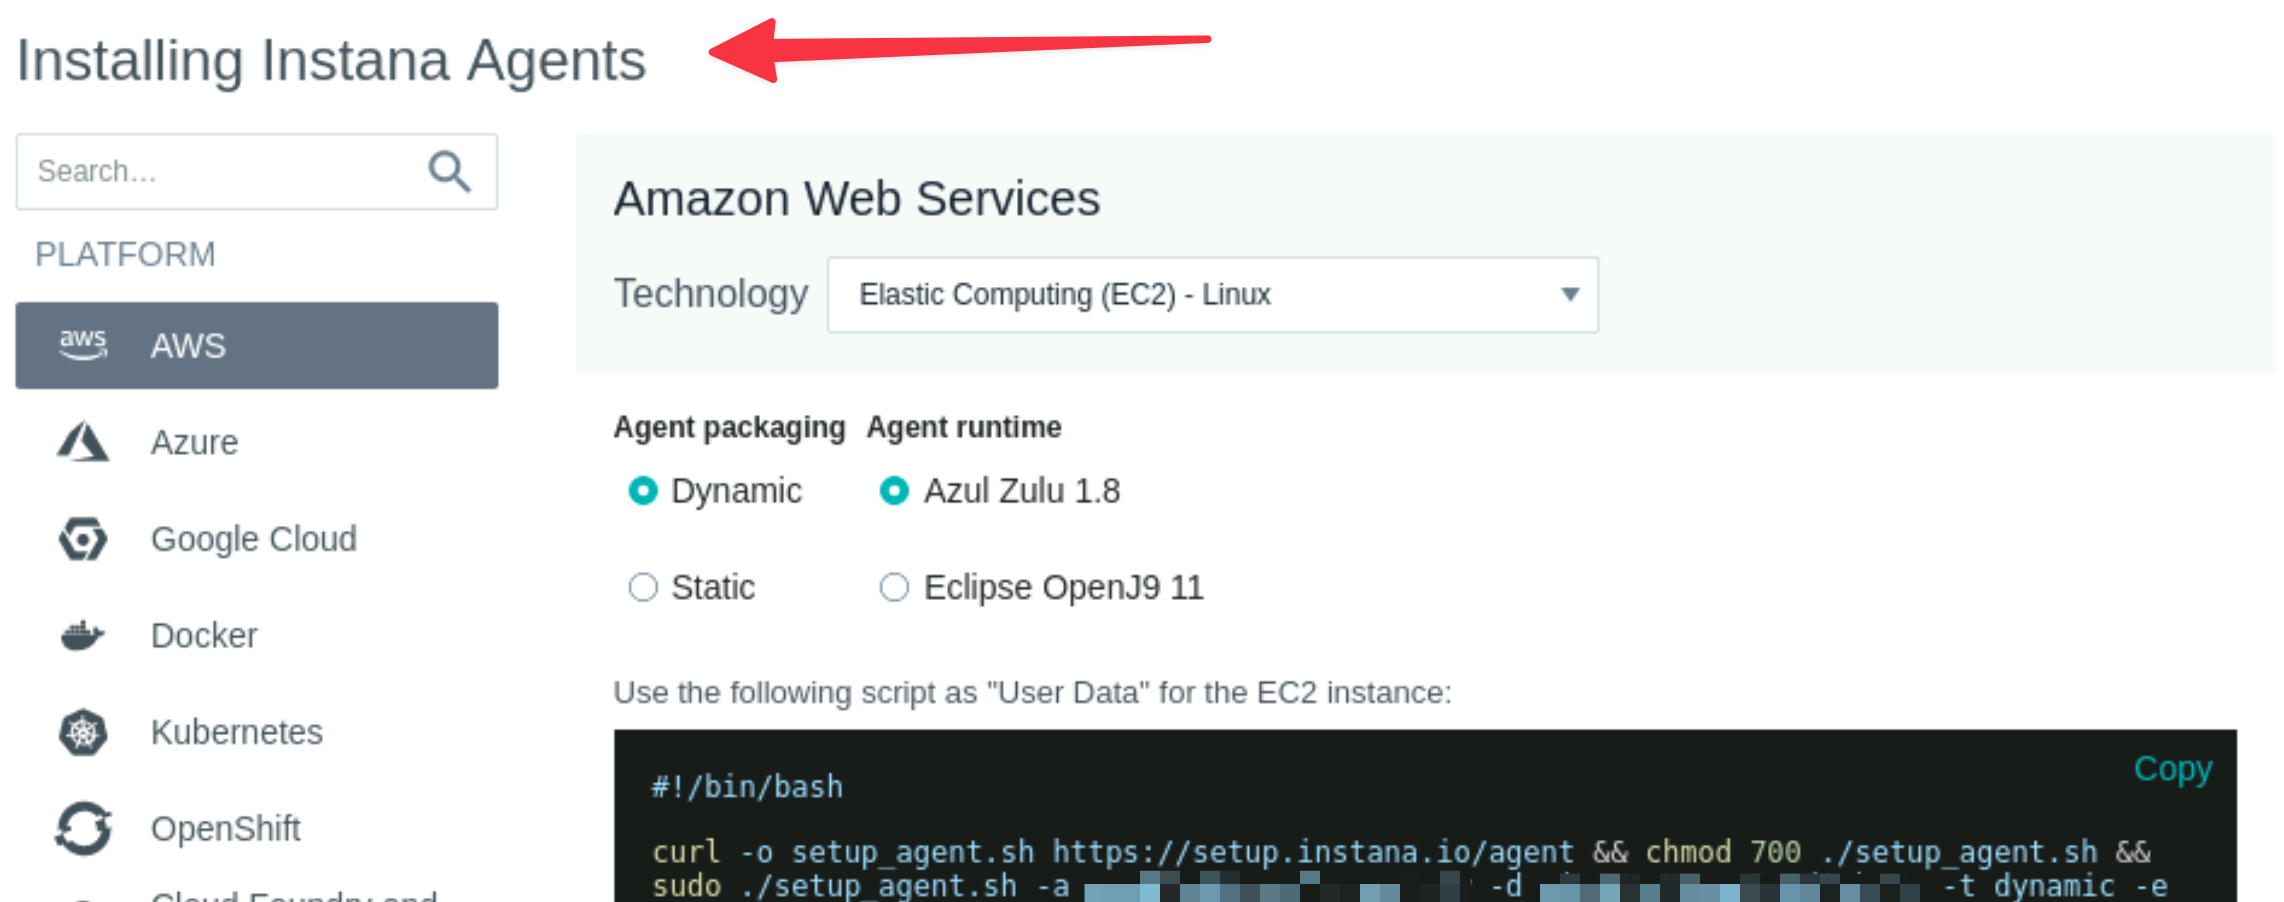 Installing Instana Agents
Search...
PLATFORM
aws AWS
Azure
Google Cloud
Docker
Kubernetes
OpenShift
Cloud Foundry and
Amazon Web Services
Technology Elastic Computing (EC2) - Linux
Agent packaging Agent runtime
Dynamic Azul Zulu 1.8
Static Eclipse OpenJ9 11
Use the following script as "User Data" for the EC2 instance:
Copy
#!/bin/bash
curl -o setup_agent.sh https://setup.instana.io/agent && chmod 700 ./setup_agent.sh &&
sudo ./setup_agent.sh -a -d -t dynamic -e